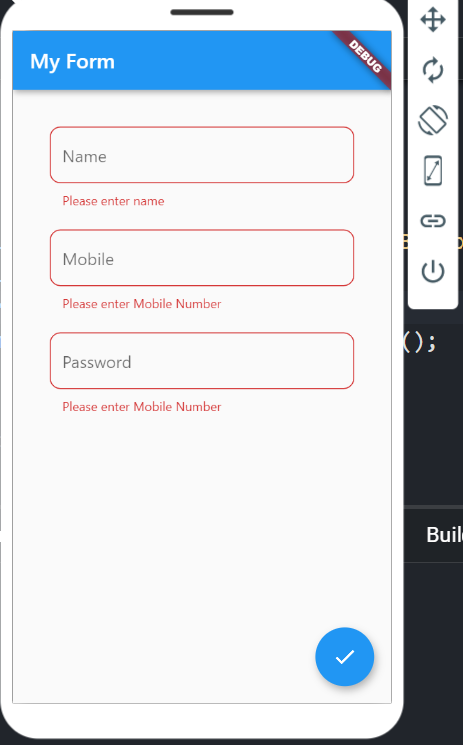 My Form
DEBUG
Name
Please enter name
Mobile
Please enter Mobile Number
();
Password
Please enter Mobile Number
Buil